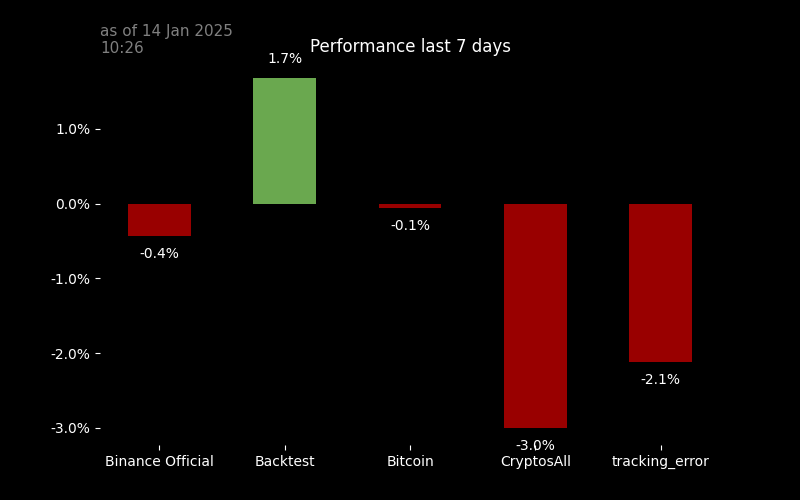 as of 14 Jan 2025
10:26
Performance last 7 days
1.7%
1.0%
0.0%
-0.4%
-0.1%
-1.0%
-2.0%
-2.1%
-3.0%
-3.0%
Binance Official
Backtest
Bitcoin
CryptosAll
tracking_error